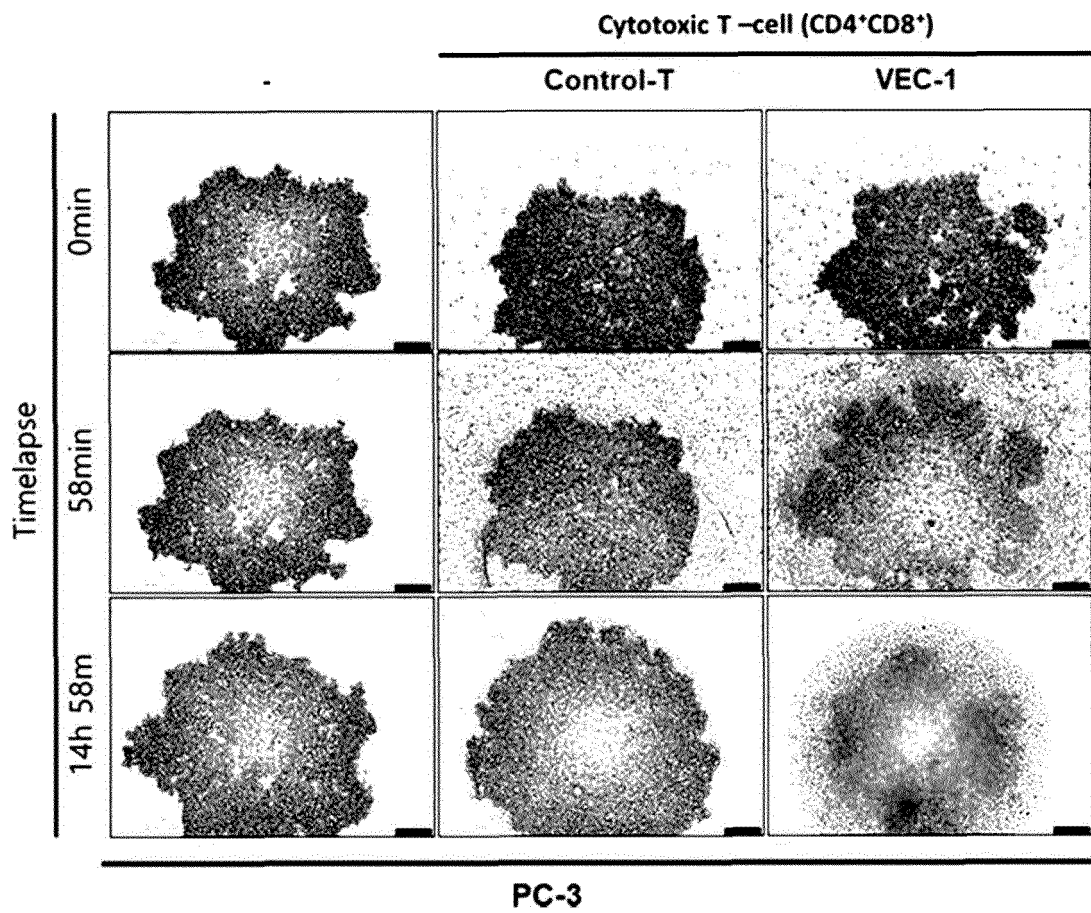 Cytotoxic T –cell (CD4⁺CD8⁺)
- Control-T VEC-1
Timelapse
0min
58min
14h 58m
PC-3